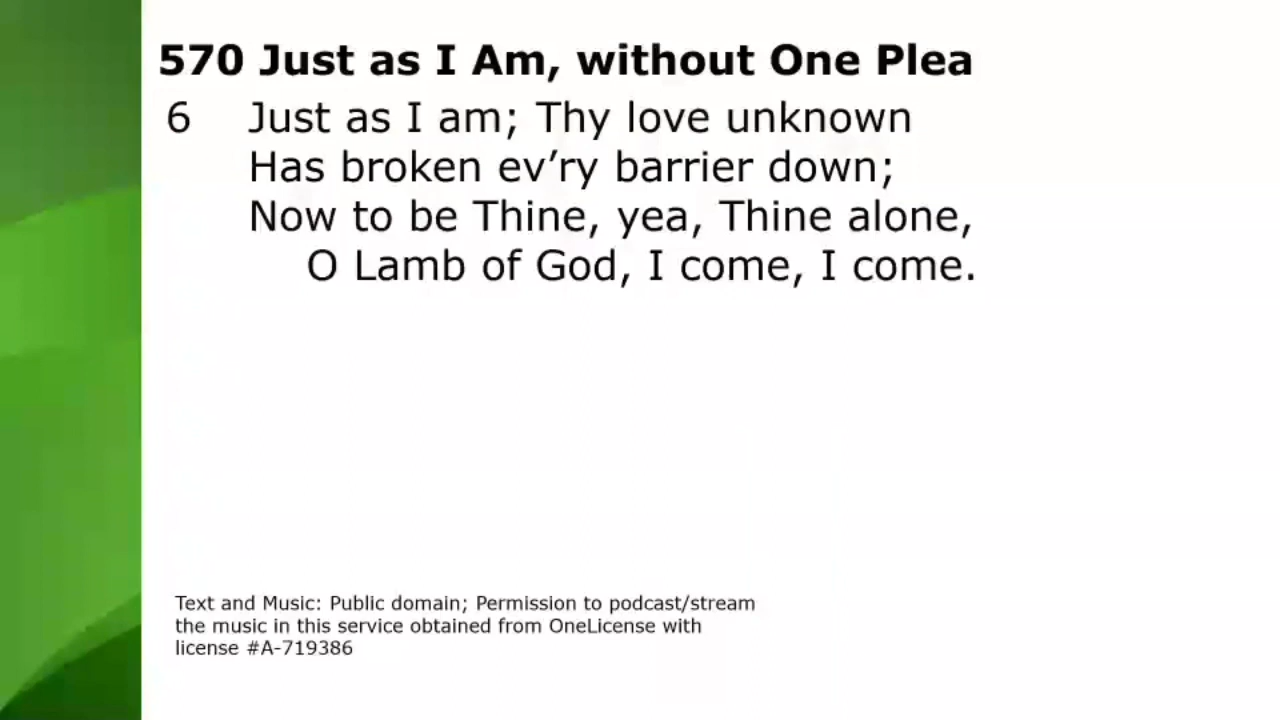 570 Just as I Am, without One Plea
6 Just as I am; Thy love unknown
Has broken ev’ry barrier down;
Now to be Thine, yea, Thine alone,
O Lamb of God, I come, I come.
Text and Music: Public domain; Permission to podcast/stream
the music in this service obtained from OneLicense with
license #A-719386